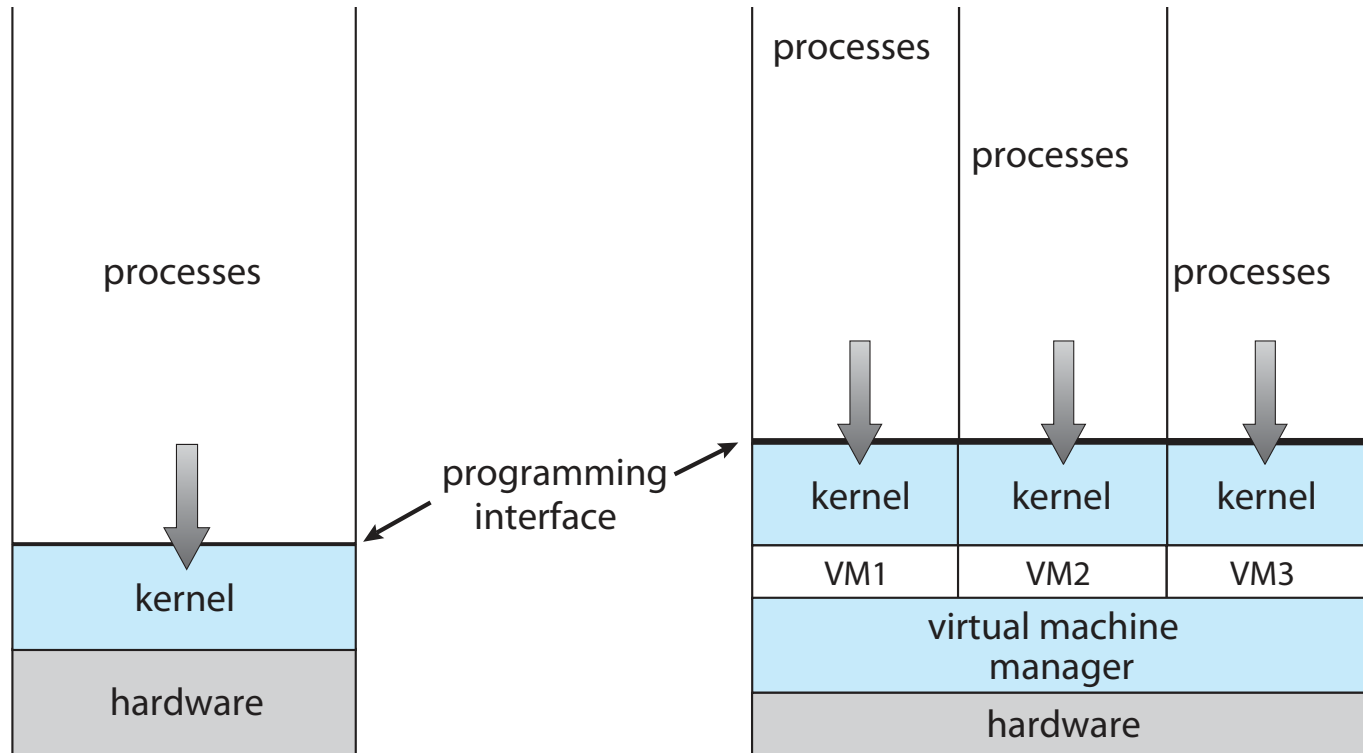 processes
kernel
hardware
programming
interface
processes
processes
processes
kernel
kernel
kernel
VM1
VM2
VM3
virtual machine
manager
hardware